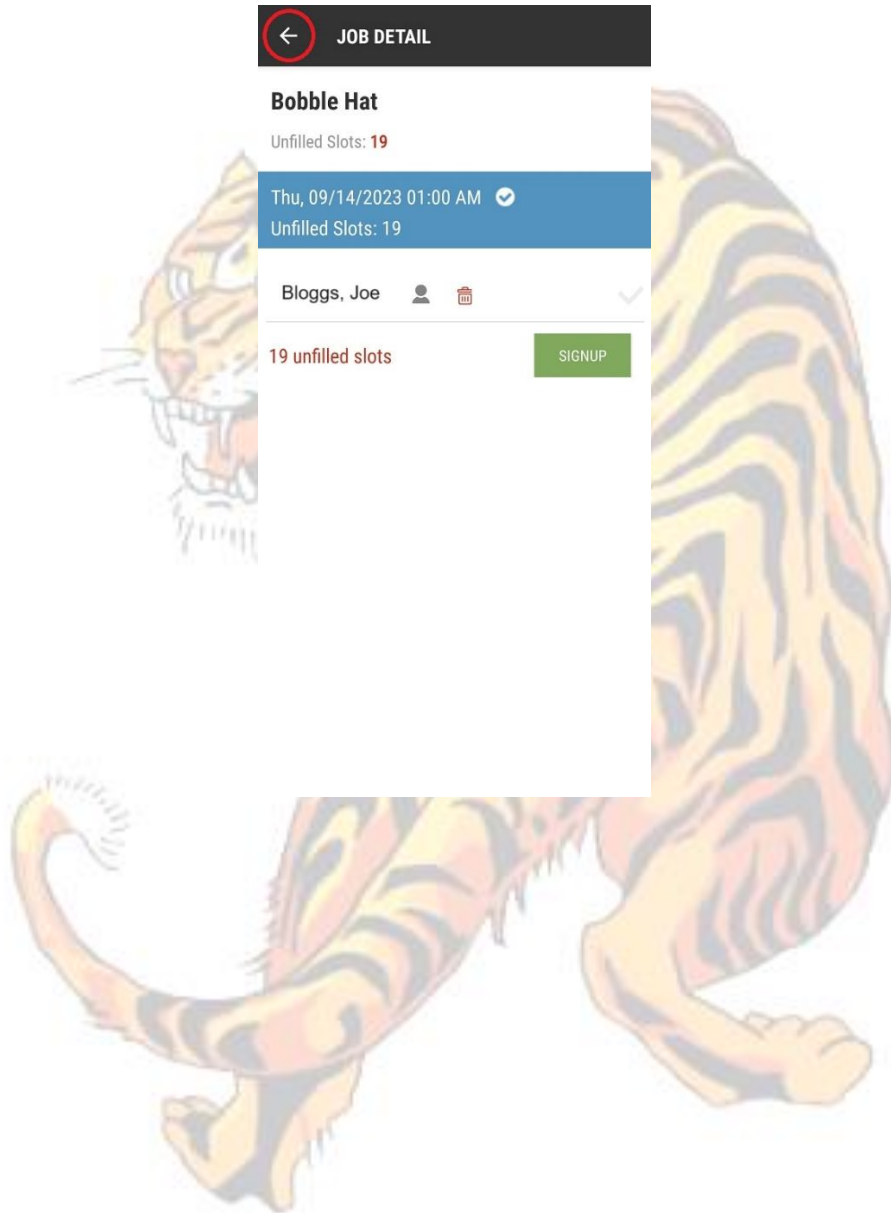 JOB DETAIL
Bobble Hat
Unfilled Slots: 19
Thu, 09/14/2023 01:00 AM
Unfilled Slots: 19
Bloggs, Joe
19 unfilled slots SIGNUP